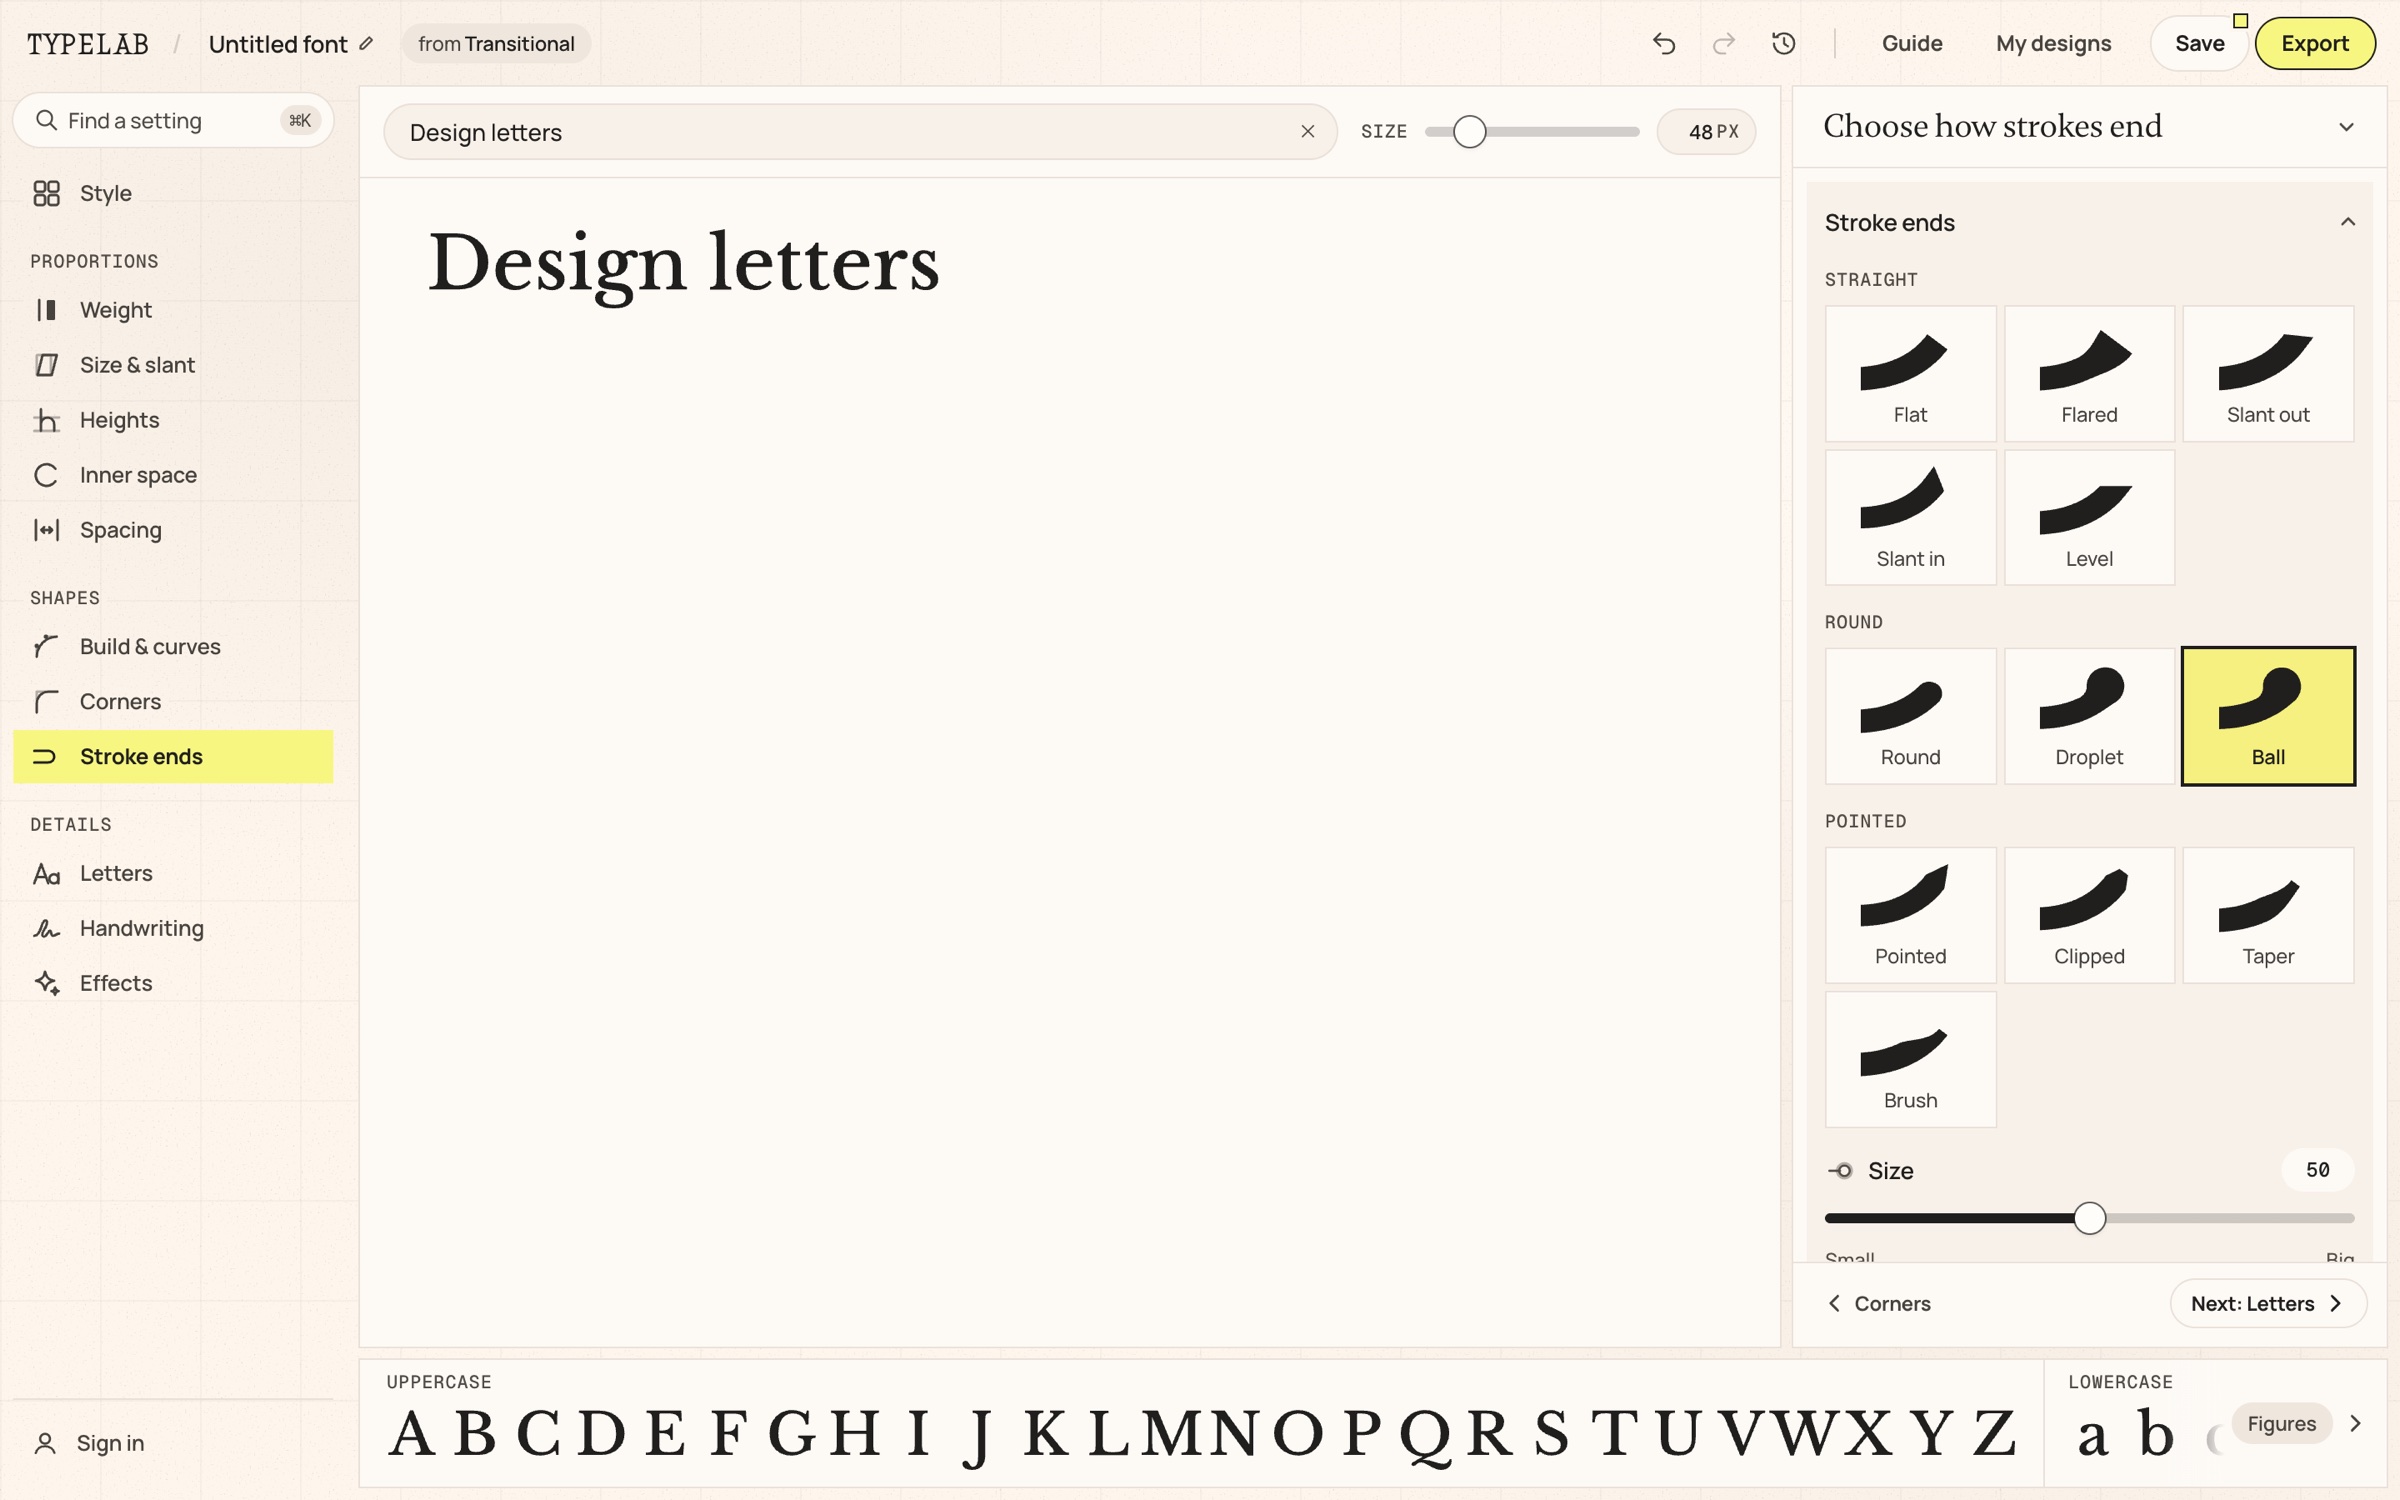 TYPELAB / Untitled font from Transitional Guide My designs Save Export
Find a setting ⌘K
Style
PROPORTIONS
Weight
Size & slant
Heights
Inner space
Spacing
SHAPES
Build & curves
Corners
Stroke ends
DETAILS
Letters
Handwriting
Effects
Sign in
Design letters SIZE 48 PX
Design letters
Choose how strokes end
Stroke ends
STRAIGHT
Flat Flared Slant out
Slant in Level
ROUND
Round Droplet Ball
POINTED
Pointed Clipped Taper
Brush
Size 50
Small Big
Corners Next: Letters
UPPERCASE
A B C D E F G H I J K L M N O P Q R S T U V W X Y Z
LOWERCASE
a b c Figures